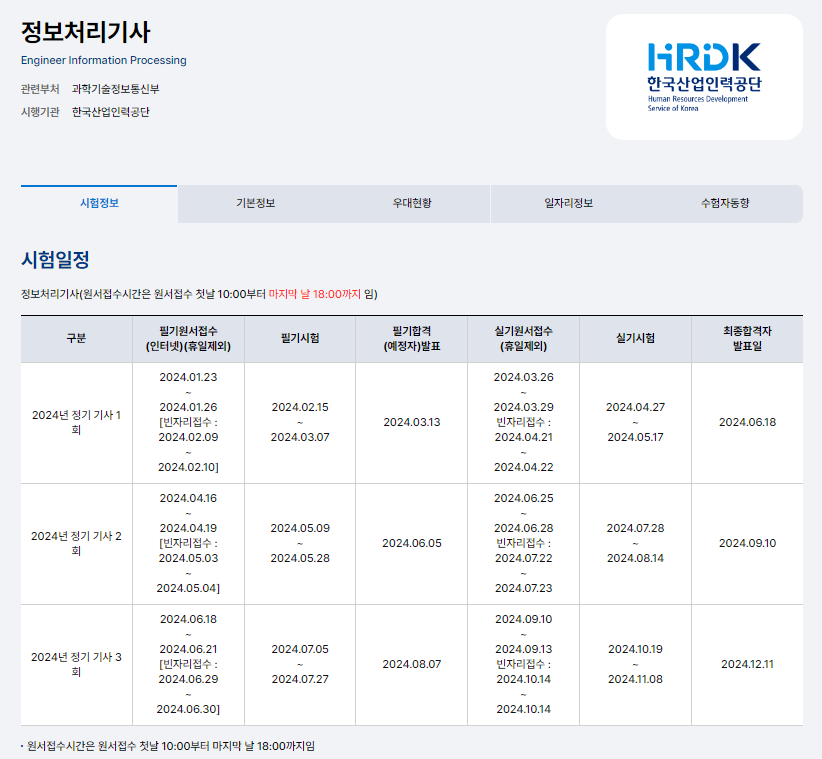 정보처리기사
Engineer Information Processing
관련부처 과학기술정보통신부
시행기관 한국산업인력공단
HRDK
한국산업인력공단
Human Resources Development
Service of Korea
시험정보 기본정보 우대현황 일자리정보 수험자동향
시험일정
정보처리기사(원서접수시간은 원서접수 첫날 10:00부터 마지막 날 18:00까지 임)
구분
필기원서접수
(인터넷)(휴일제외)
필기시험
필기합격
(예정자)발표
실기원서접수
(휴일제외)
실기시험
최종합격자
발표일
2024년 정기 기사 1
회
2024.01.23
~
2024.01.26
[빈자리접수 :
2024.02.09
~
2024.02.10]
2024.02.15
~
2024.03.07
2024.03.13
2024.03.26
~
2024.03.29
빈자리접수 :
2024.04.21
~
2024.04.22
2024.04.27
~
2024.05.17
2024.06.18
2024년 정기 기사 2
회
2024.04.16
~
2024.04.19
[빈자리접수 :
2024.05.03
~
2024.05.04]
2024.05.09
~
2024.05.28
2024.06.05
2024.06.25
~
2024.06.28
빈자리접수 :
2024.07.22
~
2024.07.23
2024.07.28
~
2024.08.14
2024.09.10
2024년 정기 기사 3
회
2024.06.18
~
2024.06.21
[빈자리접수 :
2024.06.29
~
2024.06.30]
2024.07.05
~
2024.07.27
2024.08.07
2024.09.10
~
2024.09.13
빈자리접수 :
2024.10.14
~
2024.10.14
2024.10.19
~
2024.11.08
2024.12.11
· 원서접수시간은 원서접수 첫날 10:00부터 마지막 날 18:00까지임